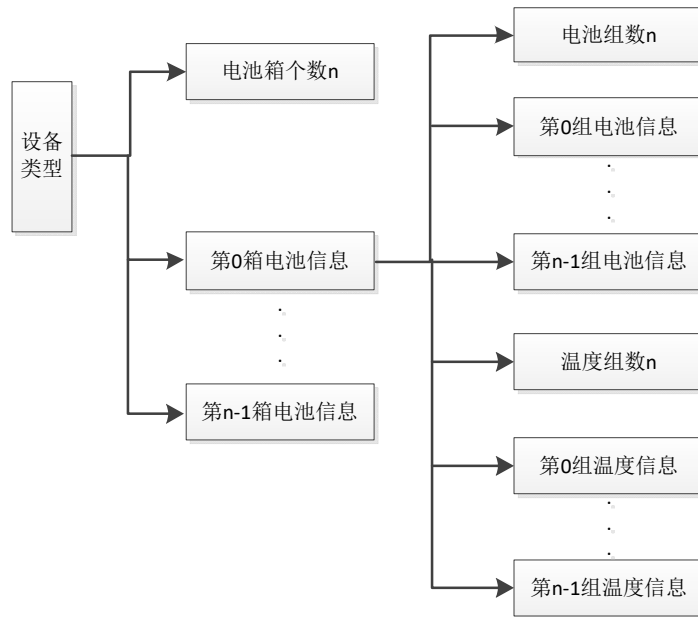 设备
类型
电池箱个数n
第0箱电池信息
第n-1箱电池信息
电池组数n
第0组电池信息
第n-1组电池信息
温度组数n
第0组温度信息
第n-1组温度信息